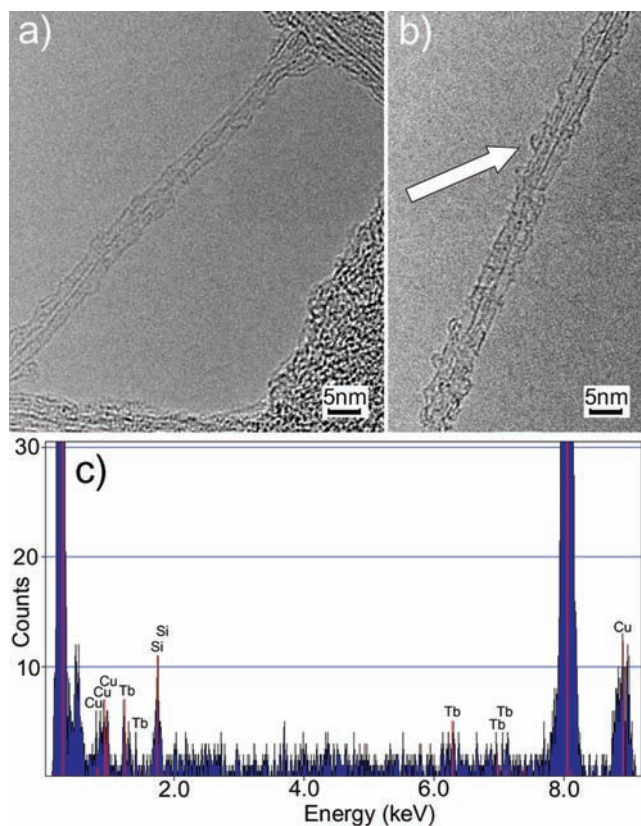 a)
b)
5nm
5nm
c)
30
20
10
Counts
Cu
Cu
Cu
Tb
Tb
Si
Si
Tb
Tb
Tb
Cu
2.0
4.0
6.0
8.0
Energy (keV)